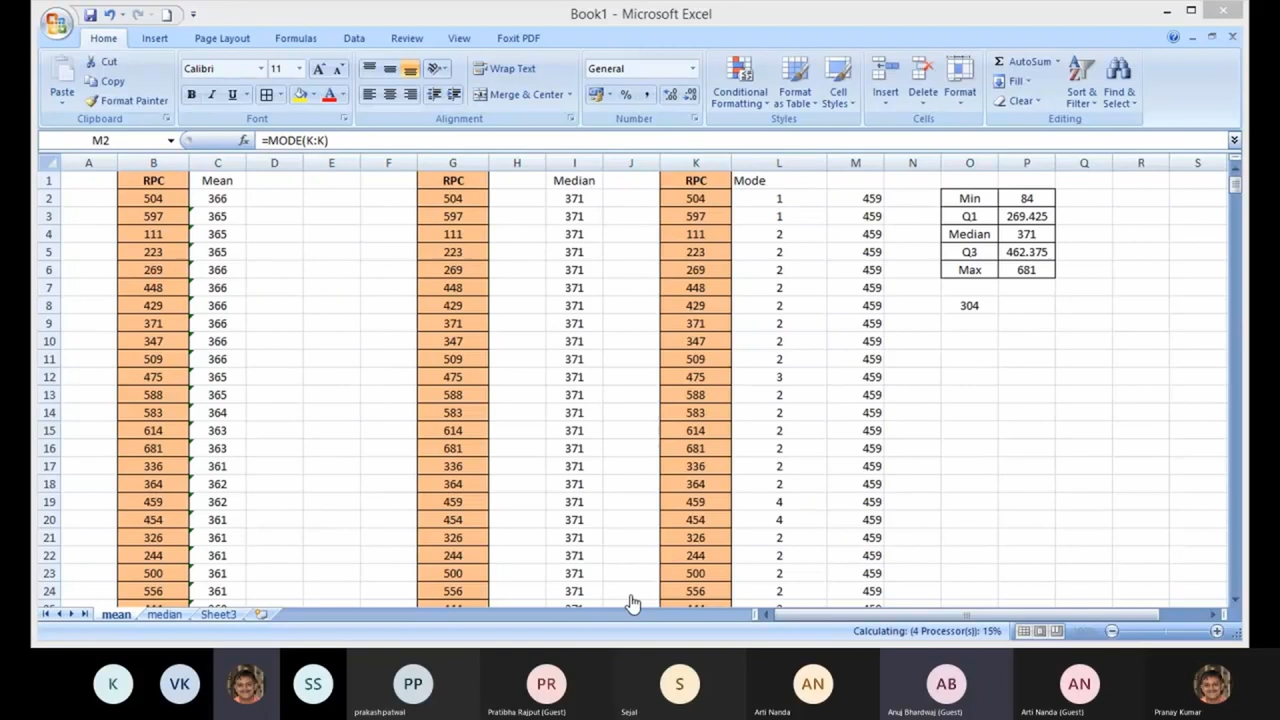 Book1 - Microsoft Excel
Home Insert Page Layout Formulas Data Review View Foxit PDF
Paste
Cut
Copy
Format Painter
Clipboard
Calibri 11
B I U
Font
Wrap Text
Merge & Center
Alignment
General
Number
Conditional Formatting
Format as Table
Cell Styles
Styles
Insert Delete Format
Cells
AutoSum
Fill
Clear
Sort & Filter
Find & Select
Editing
M2 fx =MODE(K:K)
A B C D E F G H I J K L M N O P Q R S
1 RPC Mean RPC Median RPC Mode
2 504 366 504 371 504 1 459 Min 84
3 597 365 597 371 597 1 459 Q1 269.425
4 111 365 111 371 111 2 459 Median 371
5 223 365 223 371 223 2 459 Q3 462.375
6 269 366 269 371 269 2 459 Max 681
7 448 366 448 371 448 2 459
8 429 366 429 371 429 2 459 304
9 371 366 371 371 371 2 459
10 347 366 347 371 347 2 459
11 509 366 509 371 509 2 459
12 475 365 475 371 475 3 459
13 588 365 588 371 588 2 459
14 583 364 583 371 583 2 459
15 614 363 614 371 614 2 459
16 681 363 681 371 681 2 459
17 336 361 336 371 336 2 459
18 364 362 364 371 364 2 459
19 459 362 459 371 459 4 459
20 454 361 454 371 454 4 459
21 326 361 326 371 326 2 459
22 244 361 244 371 244 2 459
23 500 361 500 371 500 2 459
24 556 361 556 371 556 2 459
mean median Sheet3
Calculating: (4 Processor(s)): 15%
K VK SS PP PR S AN AB AN
prakashpatwal Pratibha Rajput (Guest) Sejal Arti Nanda Anuj Bhardwaj (Guest) Arti Nanda (Guest) Pranay Kumar